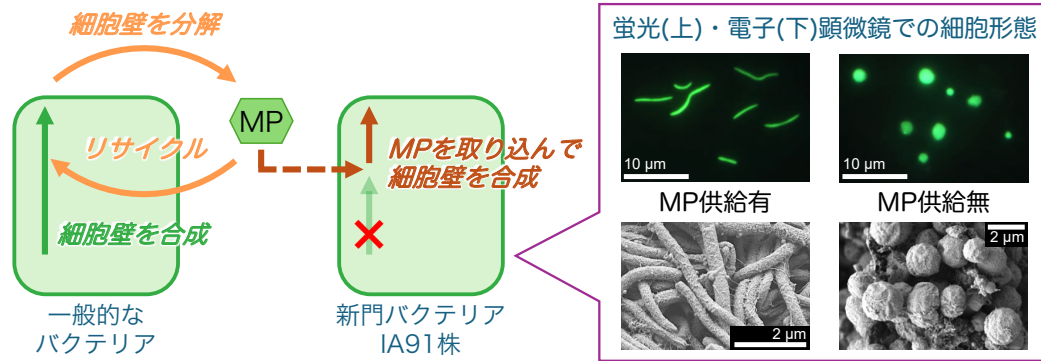 細胞壁を分解
MP
リサイクル
細胞壁を合成
一般的な
バクテリア
MPを取り込んで
細胞壁を合成
新門バクテリア
IA91株
蛍光(上)・電子(下)顕微鏡での細胞形態
10 μm
10 μm
MP供給有
MP供給無
2 μm
2 μm